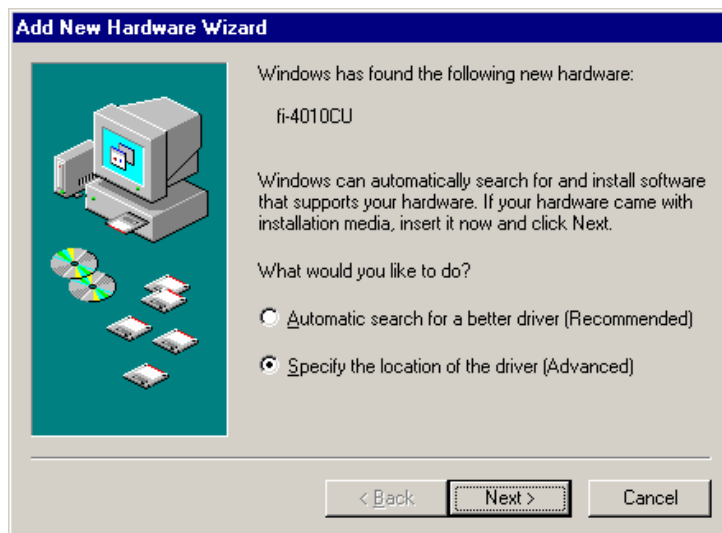 Add New Hardware Wizard
Windows has found the following new hardware:
fi-4010CU
Windows can automatically search for and install software
that supports your hardware. If your hardware came with
installation media, insert it now and click Next.
What would you like to do?
Automatic search for a better driver (Recommended)
Specify the location of the driver (Advanced)
< Back
Next >
Cancel